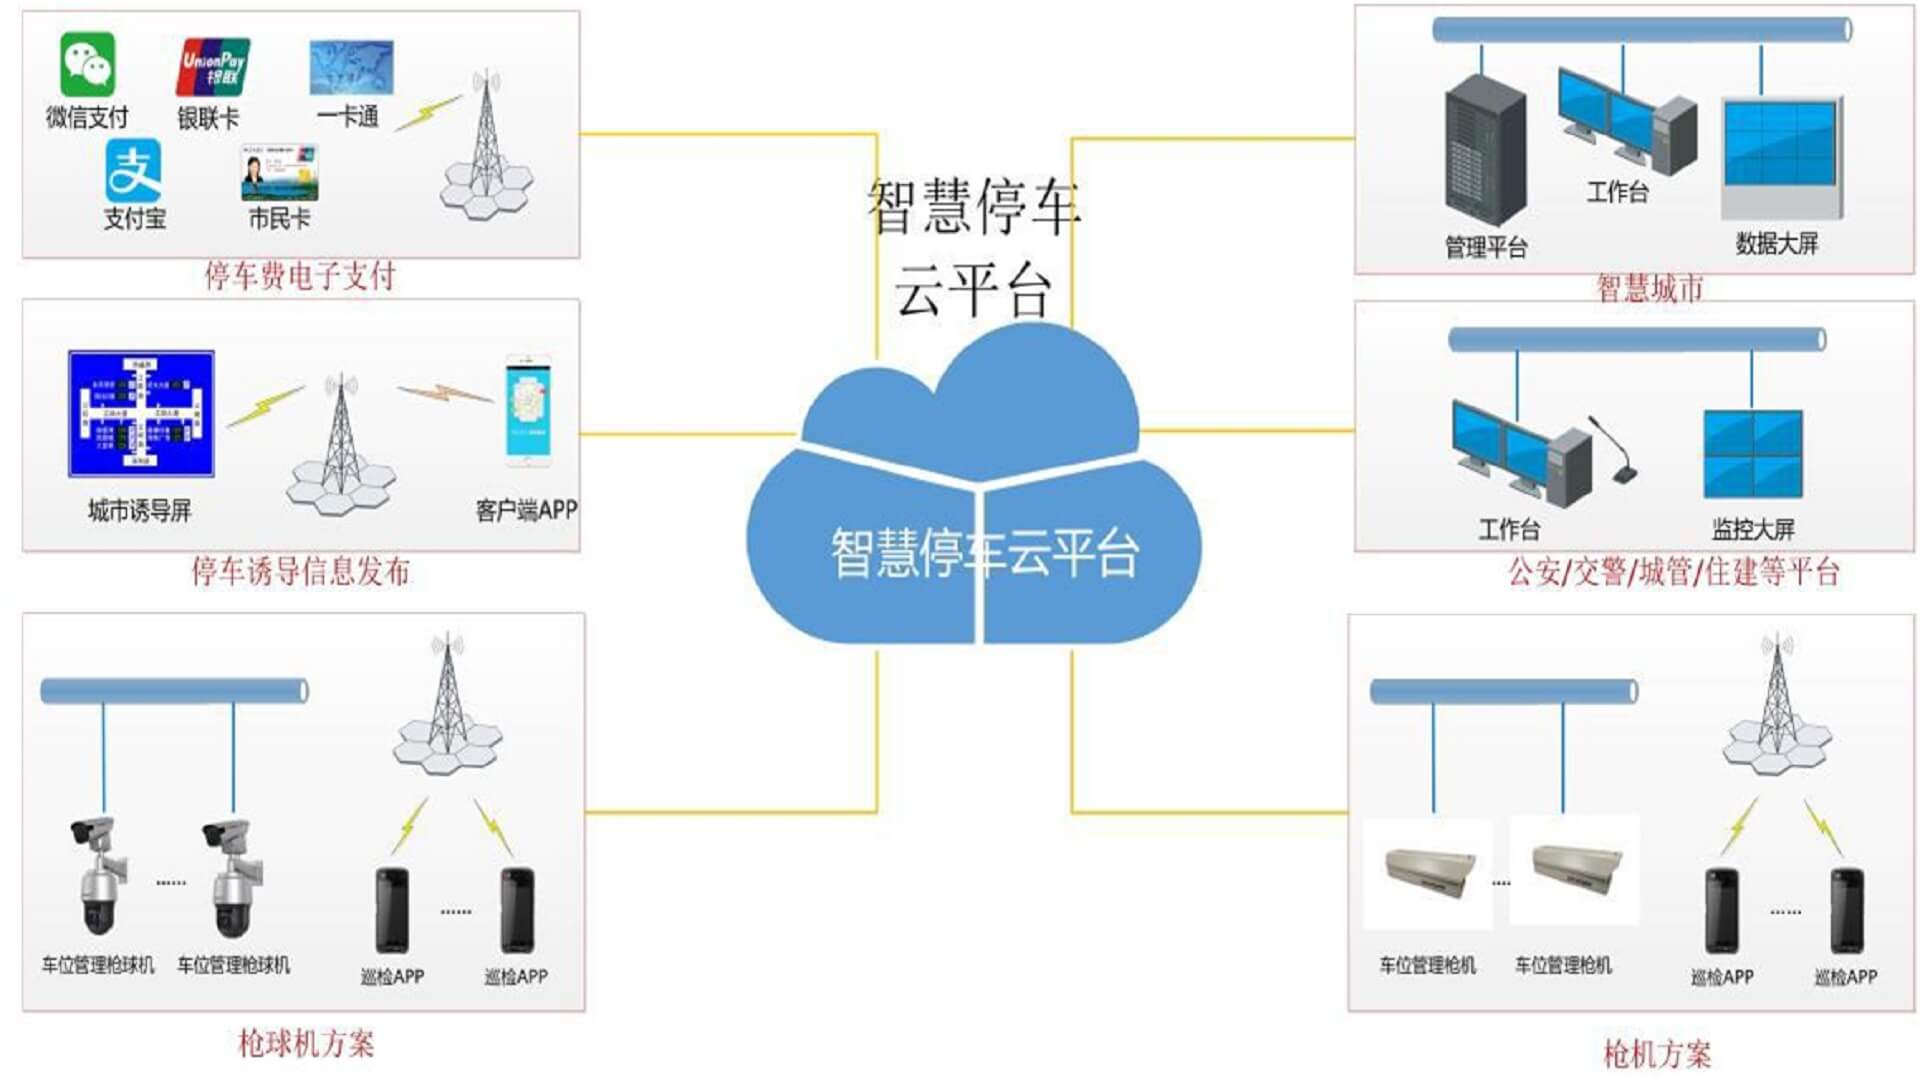 微信支付
UnionPay
银联
银联卡
一卡通
支
支付宝
市民卡
停车费电子支付
城市诱导屏
客户端APP
停车诱导信息发布
车位管理枪球机
......
车位管理枪球机
巡检APP
......
巡检APP
枪球机方案
智慧停车
云平台
智慧停车云平台
管理平台
工作台
数据大屏
智慧城市
工作台
监控大屏
公安/交警/城管/住建等平台
车位管理枪机
....
车位管理枪机
巡检APP
......
巡检APP
枪机方案